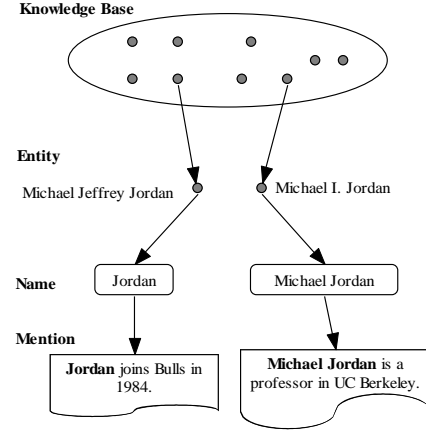 Knowledge Base
Entity
Michael Jeffrey Jordan
Michael I. Jordan
Name
Jordan
Michael Jordan
Mention
Jordan joins Bulls in
1984.
Michael Jordan is a
professor in UC Berkeley.